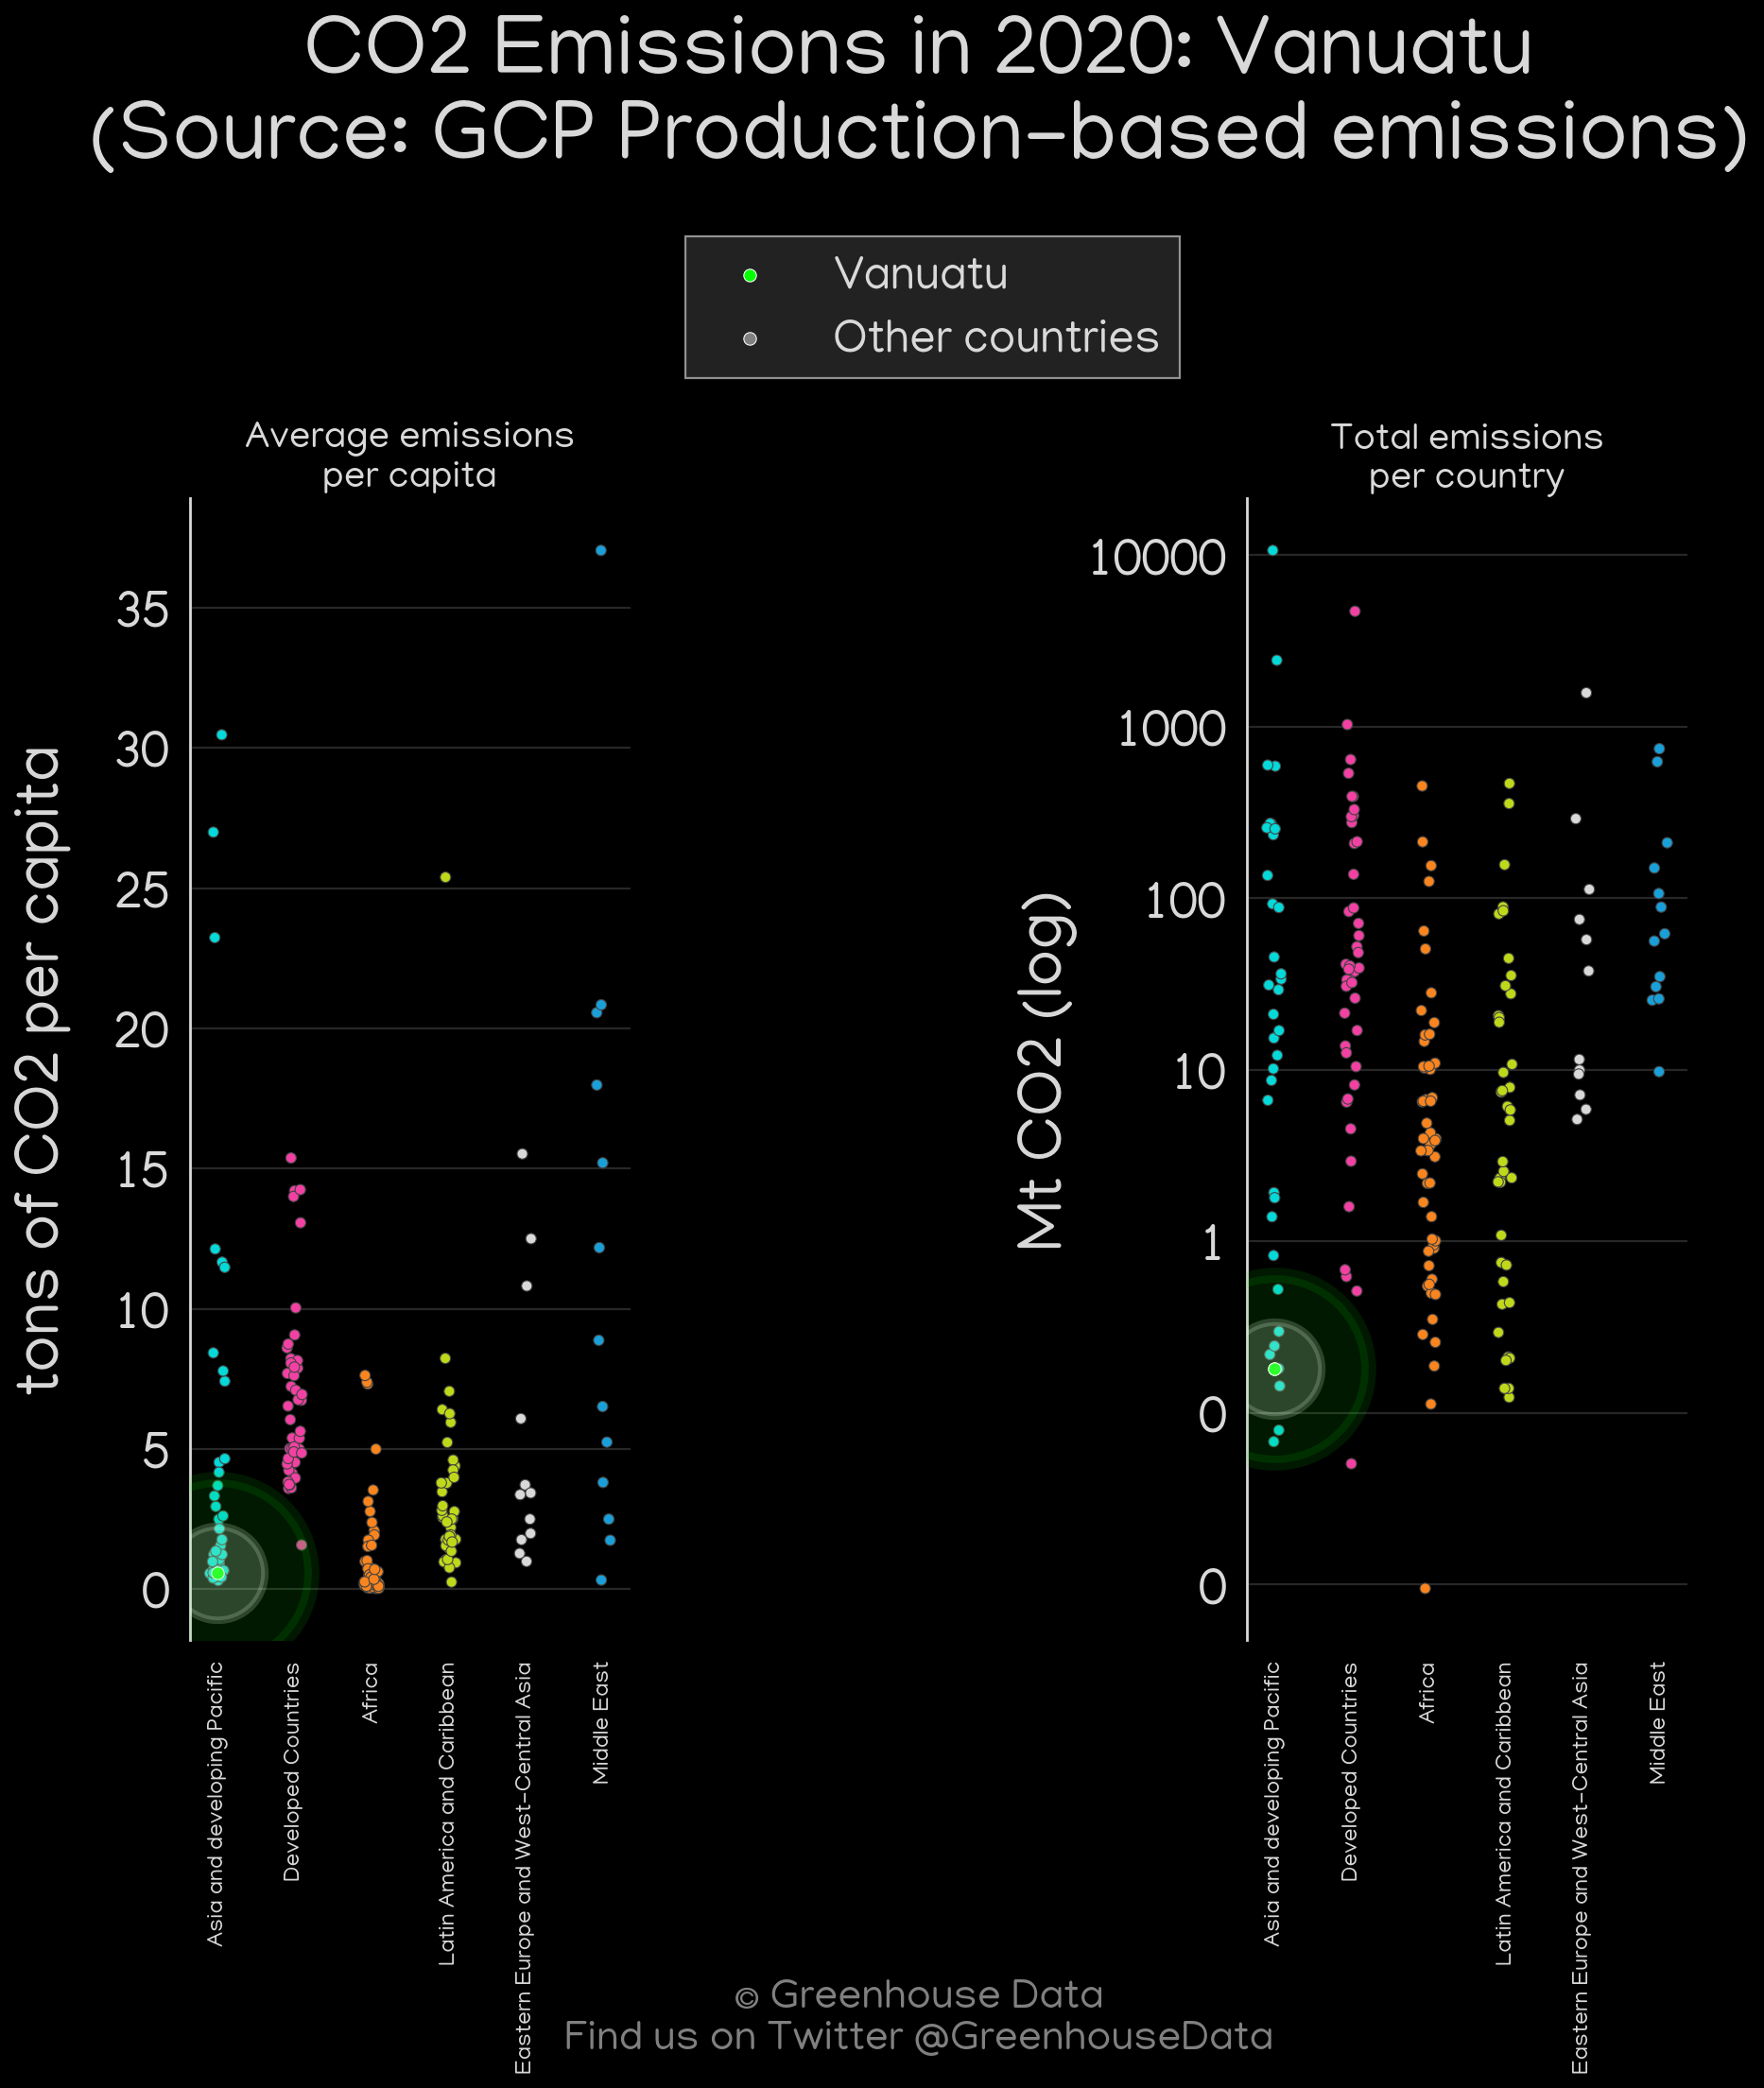 CO2 Emissions in 2020: Vanuatu
(Source: GCP Production-based emissions)
Vanuatu
Other countries
Average emissions
per capita
tons of CO2 per capita
35
30
25
20
15
10
5
0
Asia and developing Pacific
Developed Countries
Africa
Latin America and Caribbean
Eastern Europe and West-Central Asia
Middle East
Total emissions
per country
Mt CO2 (log)
10000
1000
100
10
1
0
0
Asia and developing Pacific
Developed Countries
Africa
Latin America and Caribbean
Eastern Europe and West-Central Asia
Middle East
© Greenhouse Data
Find us on Twitter @GreenhouseData